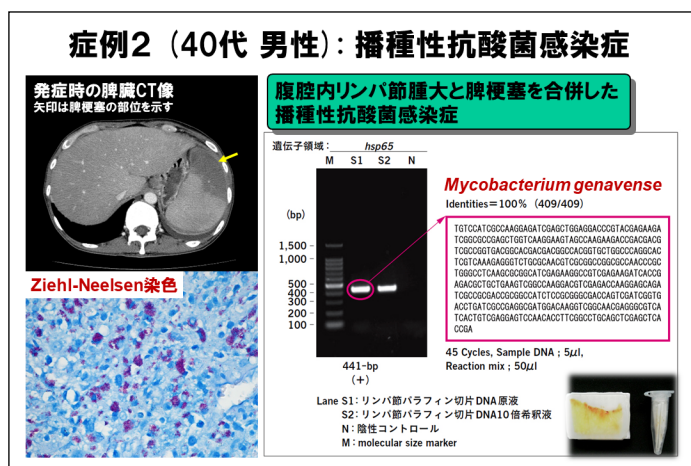 症例２（40代 男性）：播種性抗酸菌感染症
発症時の脾臓CT像
矢印は脾梗塞の部位を示す
Ziehl-Neelsen染色
腹腔内リンパ節腫大と脾梗塞を合併した
播種性抗酸菌感染症
遺伝子領域： hsp65
M S1 S2 N
(bp)
1,500
1,000
500
400
300
200
100
441-bp
(+)
Mycobacterium genavense
Identities＝100％（409/409）
TGTCCATCGCCAAGGAGATCGAGCTGGAGGACCCGTACGAGAAGA
TCGGCGCCGAGCTGGTCAAGGAAGTAGCCAAGAAGACCGACGACG
TCGCCGGTGACGGCACGACGACGGCCACGGTGCTGGCCCAGGCAC
TCGTCAAAGAGGGTCTGCGCAACGTCGCGGCCGGCGCCAACCCGC
TGGGCCTCAAGCGCGGCATCGAGAAGGCCGTCGAGAAGATCACCG
AGACGCTGCTGAAGTCGGCCAAGGACGTCGAGACCAAGGAGCAGA
TCGCCGCGACCGCGGCCATCTCCGCGGGCGACCAGTCGATCGGTG
ACCTGATCGCCGAGGCGATGGACAAGGTCGGCAACGAGGGCGTCA
TCACTGTCGAGGAGTCCAACACCTTCGGCCTGCAGCTCGAGCTCA
CCGA
45 Cycles, Sample DNA ; 5μl,
Reaction mix ; 50μl
Lane S1：リンパ節パラフィン切片DNA原液
S2：リンパ節パラフィン切片DNA10倍希釈液
N：陰性コントロール
M：molecular size marker